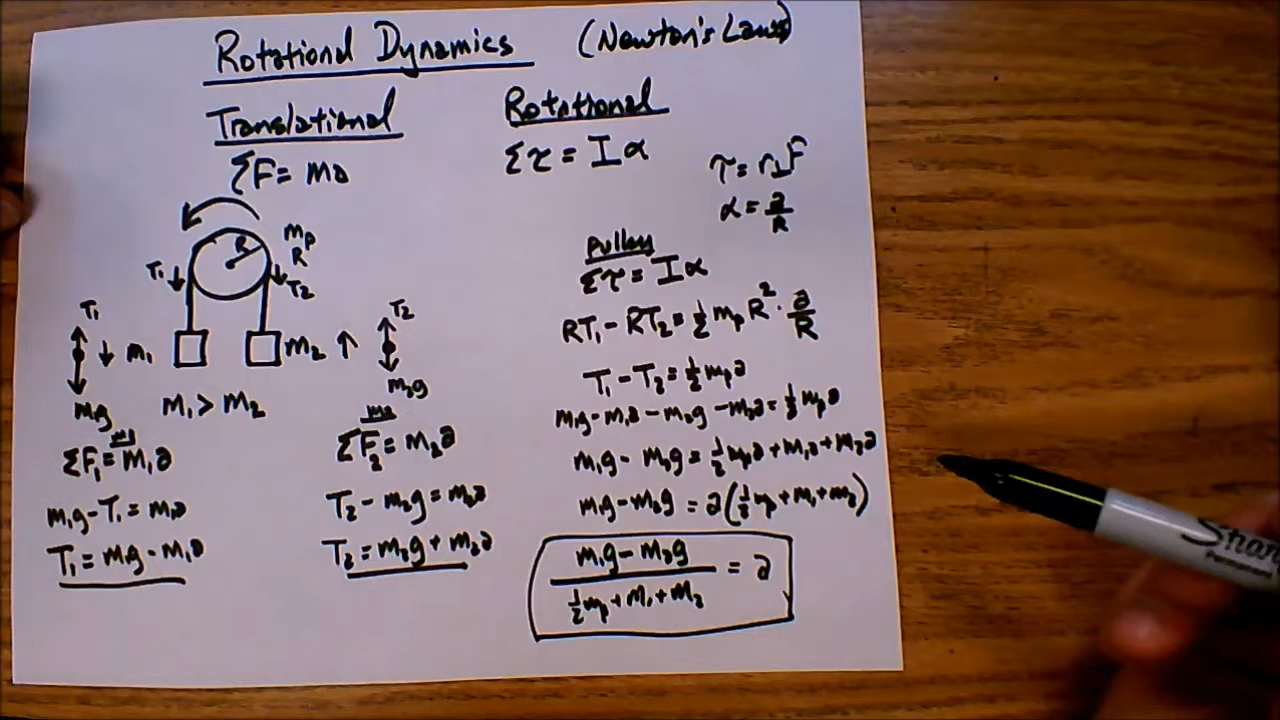 Rotational Dynamics (Newton's Laws)
Translational
ΣF = ma
R
mp
R
T₁
T₂
T₁
m₁
m₁g
m₁ > m₂
m₂
T₂
m₂g
m₁
ΣF₁ = m₁a
m₁g - T₁ = m₁a
T₁ = m₁g - m₁a
m₂
ΣF₂ = m₂a
T₂ - m₂g = m₂a
T₂ = m₂g + m₂a
Rotational
Στ = Iα
τ = r⊥F
α = a/R
Pulley
Στ = Iα
RT₁ - RT₂ = ½ mp R² · a/R
T₁ - T₂ = ½ mp a
m₁g - m₁a - m₂g - m₂a = ½ mp a
m₁g - m₂g = ½ mp a + m₁a + m₂a
m₁g - m₂g = a(½ mp + m₁ + m₂)
m₁g - m₂g
½ mp + m₁ + m₂ = a
Sharp